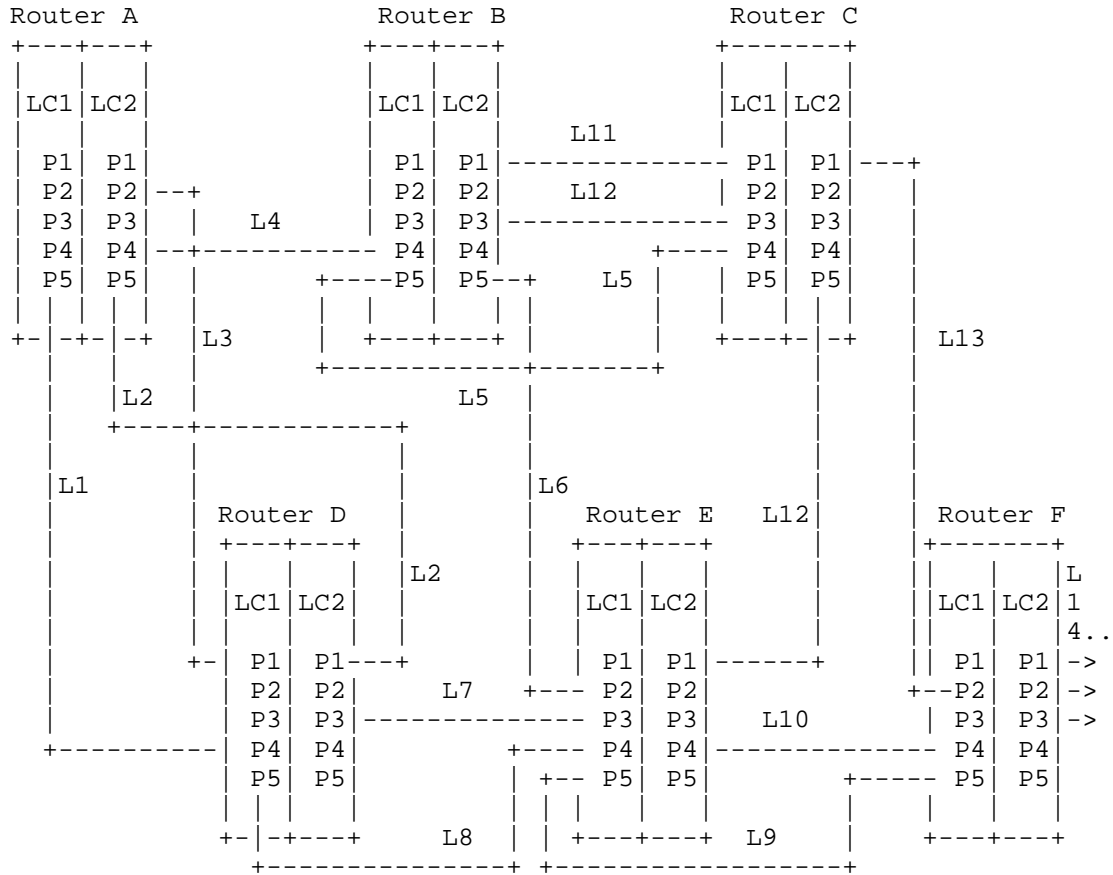 Router A                 Router B                 Router C
+---+---+                +---+---+                +-------+
|   |   |                |   |   |                |   |   |
|LC1|LC2|                |LC1|LC2|                |LC1|LC2|
|   |   |                |   |   |      L11       |   |   |
| P1| P1|                | P1| P1|--------------- P1| P1|---+
| P2| P2|--+             | P2| P2|      L12       | P2| P2|   |
| P3| P3|  |    L4       | P3| P3|--------------- P3| P3|   |
| P4| P4|--+------------ P4| P4|           +---- P4| P4|   |
| P5| P5|  |         +----P5| P5--+     L5 |      | P5| P5|   |
| | | | |  |         |   |   |   | |        |      |   | | |   |
+-|-+-|-+  |L3       |   +---+---+ |        |      +---+-|-+   | L13
  |   |    |         +-------------+--------+            |     |
  |   |L2  |                  L5   |                     |     |
  |   +----+------------+          |                     |     |
  |        |            |          |                     |     |
  |L1      |            |          |L6                   |     |
  |        | Router D   |          |   Router E       L12|     | Router F
  |        | +---+---+  |          |  +---+---+          |     |+-------+
  |        | |   |   |  |L2        |  |   |   |          |     ||   |   |L
  |        | |LC1|LC2|  |          |  |LC1|LC2|          |     ||LC1|LC2|1
  |        | |   |   |  |          |  |   |   |          |     ||   |   |4..
  |        +-| P1| P1---+          |  | P1| P1|----------+     || P1| P1|->
  |          | P2| P2|      L7     +--- P2| P2|                +--P2| P2|->
  |          | P3| P3|--------------- P3| P3|     L10         | P3| P3|->
  +----------| P4| P4|         +---- P4| P4|--------------- P4| P4|
             | P5| P5|         | +-- P5| P5|        +----- P5| P5|
             | | |   |         | |  |   |   |        |       |   |   |
             +-|-+---+    L8   | |  +---+---+   L9   |       +---+---+
               +---------------+ +-------------------+